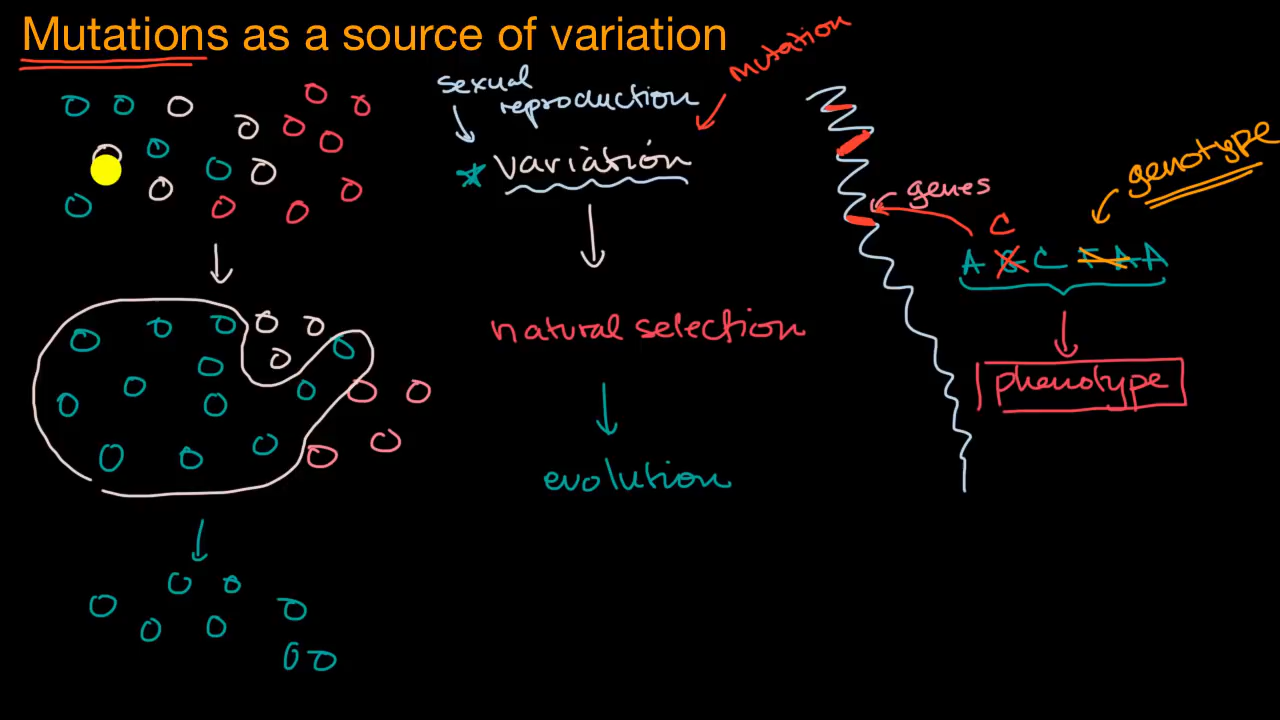 Mutations as a source of variation
sexual
reproduction
mutation
* variation
natural selection
evolution
genes
genotype
C
A G C T A A
phenotype